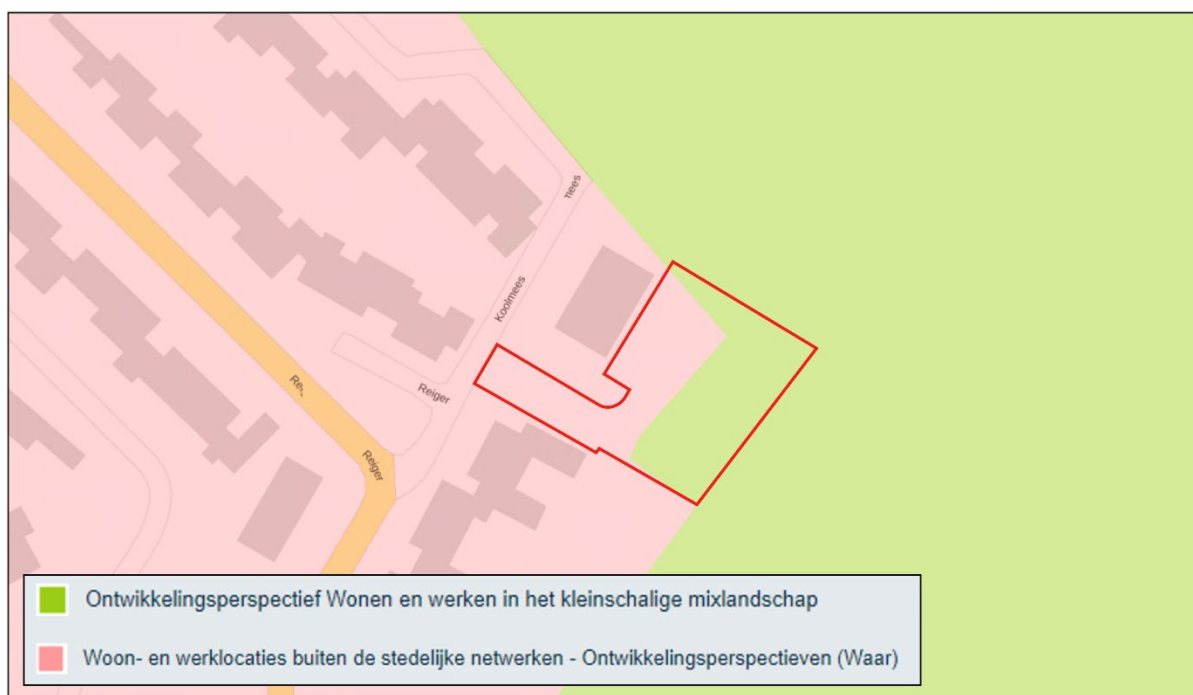 Koolmees
Reiger
Reiger
Ontwikkelingsperspectief Wonen en werken in het kleinschalige mixlandschap
Woon- en werklocaties buiten de stedelijke netwerken - Ontwikkelingsperspectieven (Waar)